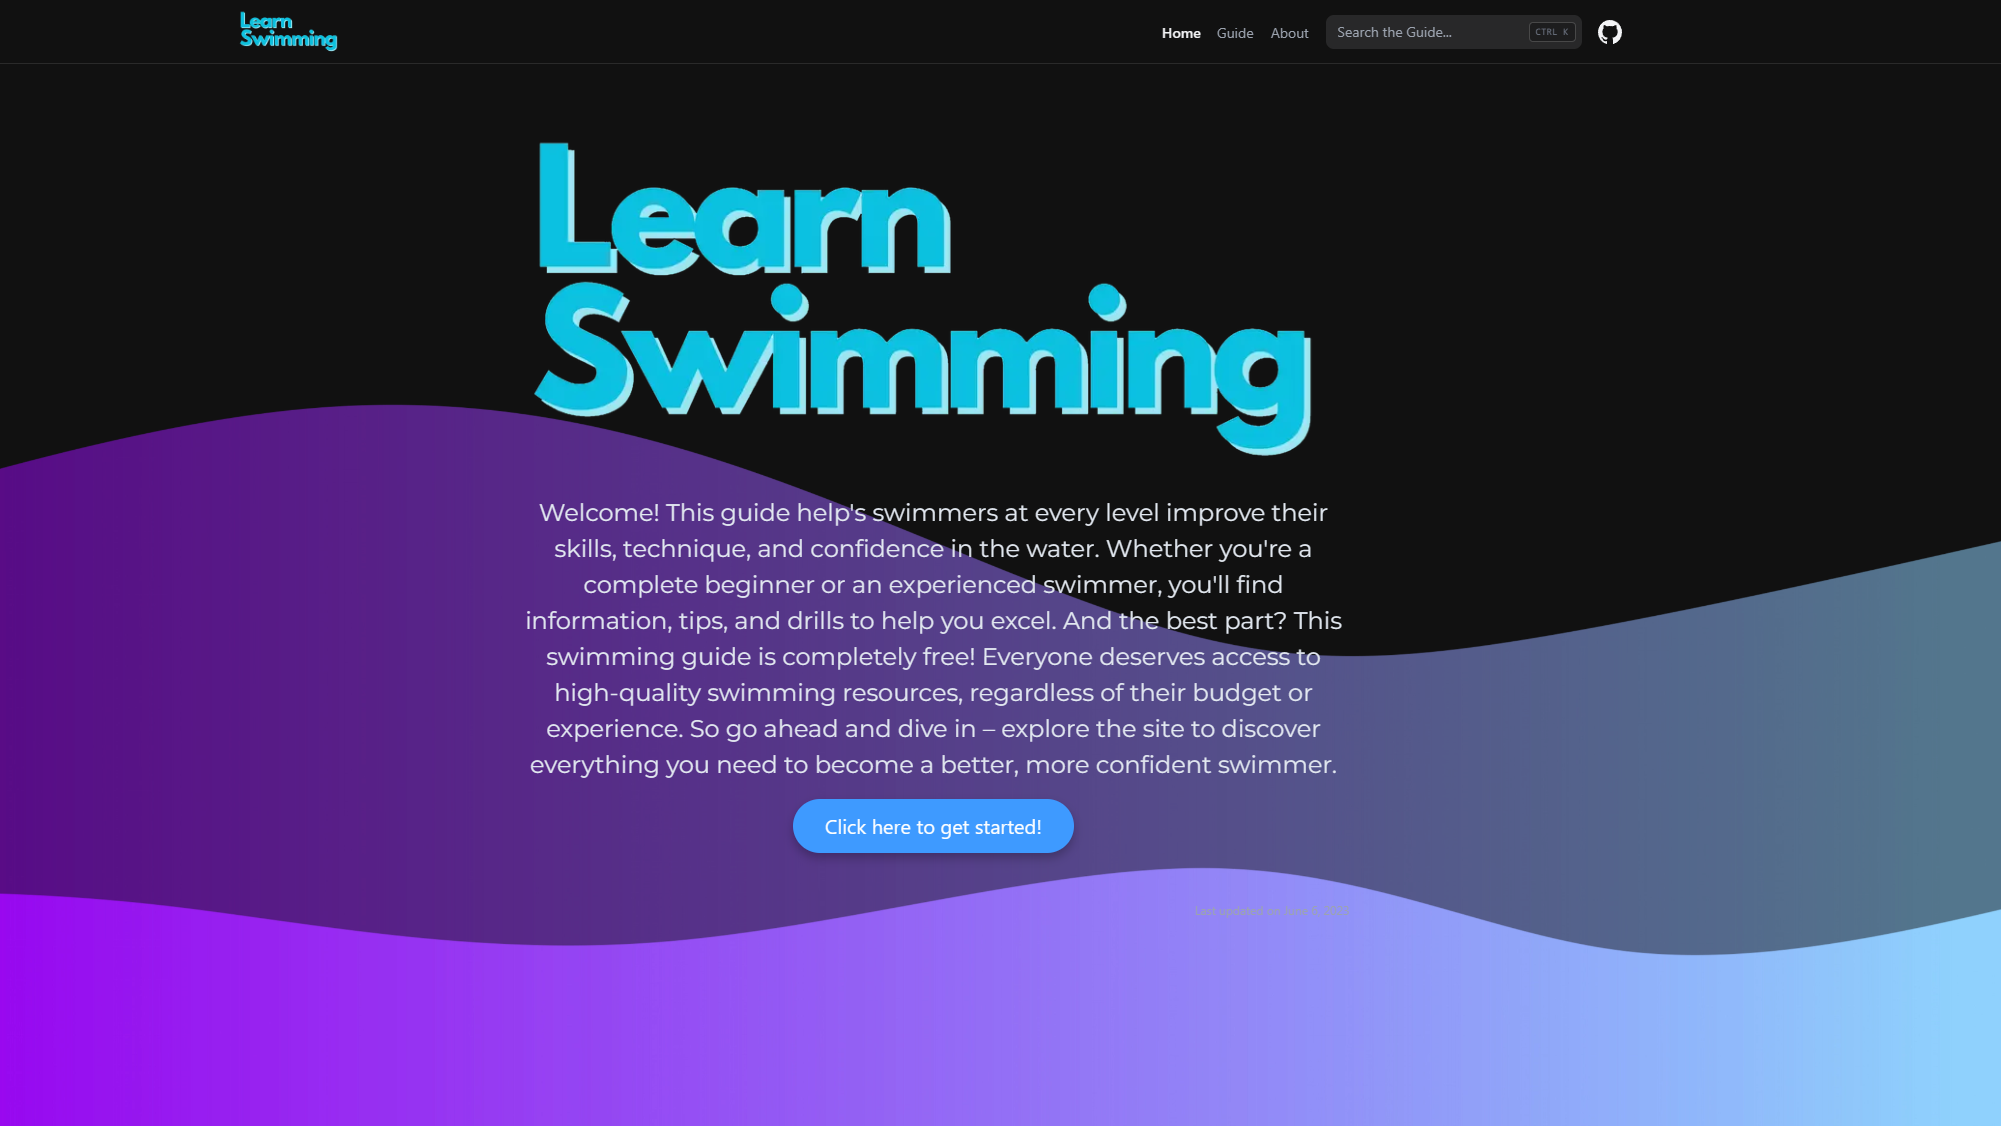 Learn
Swimming
Home Guide About Search the Guide... CTRL K
Learn
Swimming
Welcome! This guide help's swimmers at every level improve their
skills, technique, and confidence in the water. Whether you're a
complete beginner or an experienced swimmer, you'll find
information, tips, and drills to help you excel. And the best part? This
swimming guide is completely free! Everyone deserves access to
high-quality swimming resources, regardless of their budget or
experience. So go ahead and dive in – explore the site to discover
everything you need to become a better, more confident swimmer.
Click here to get started!
Last updated on June